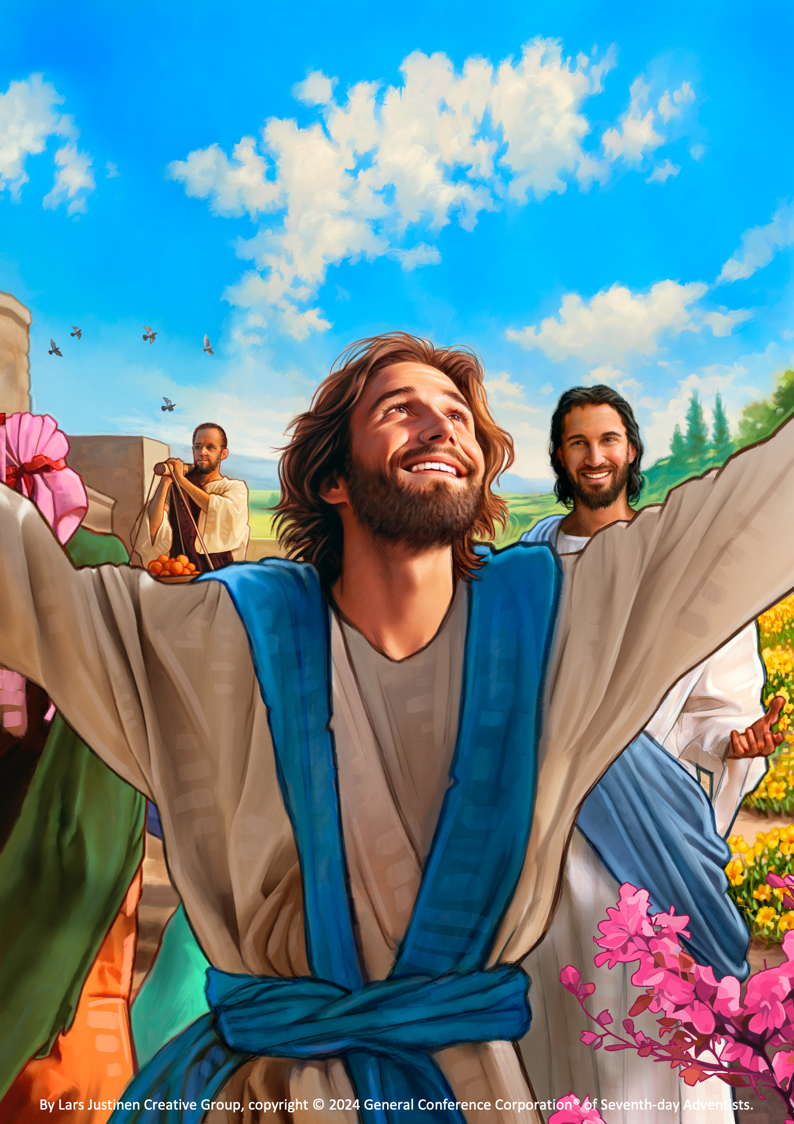 By Lars Justinen Creative Group, copyright © 2024 General Conference Corporation® of Seventh-day Adventists.